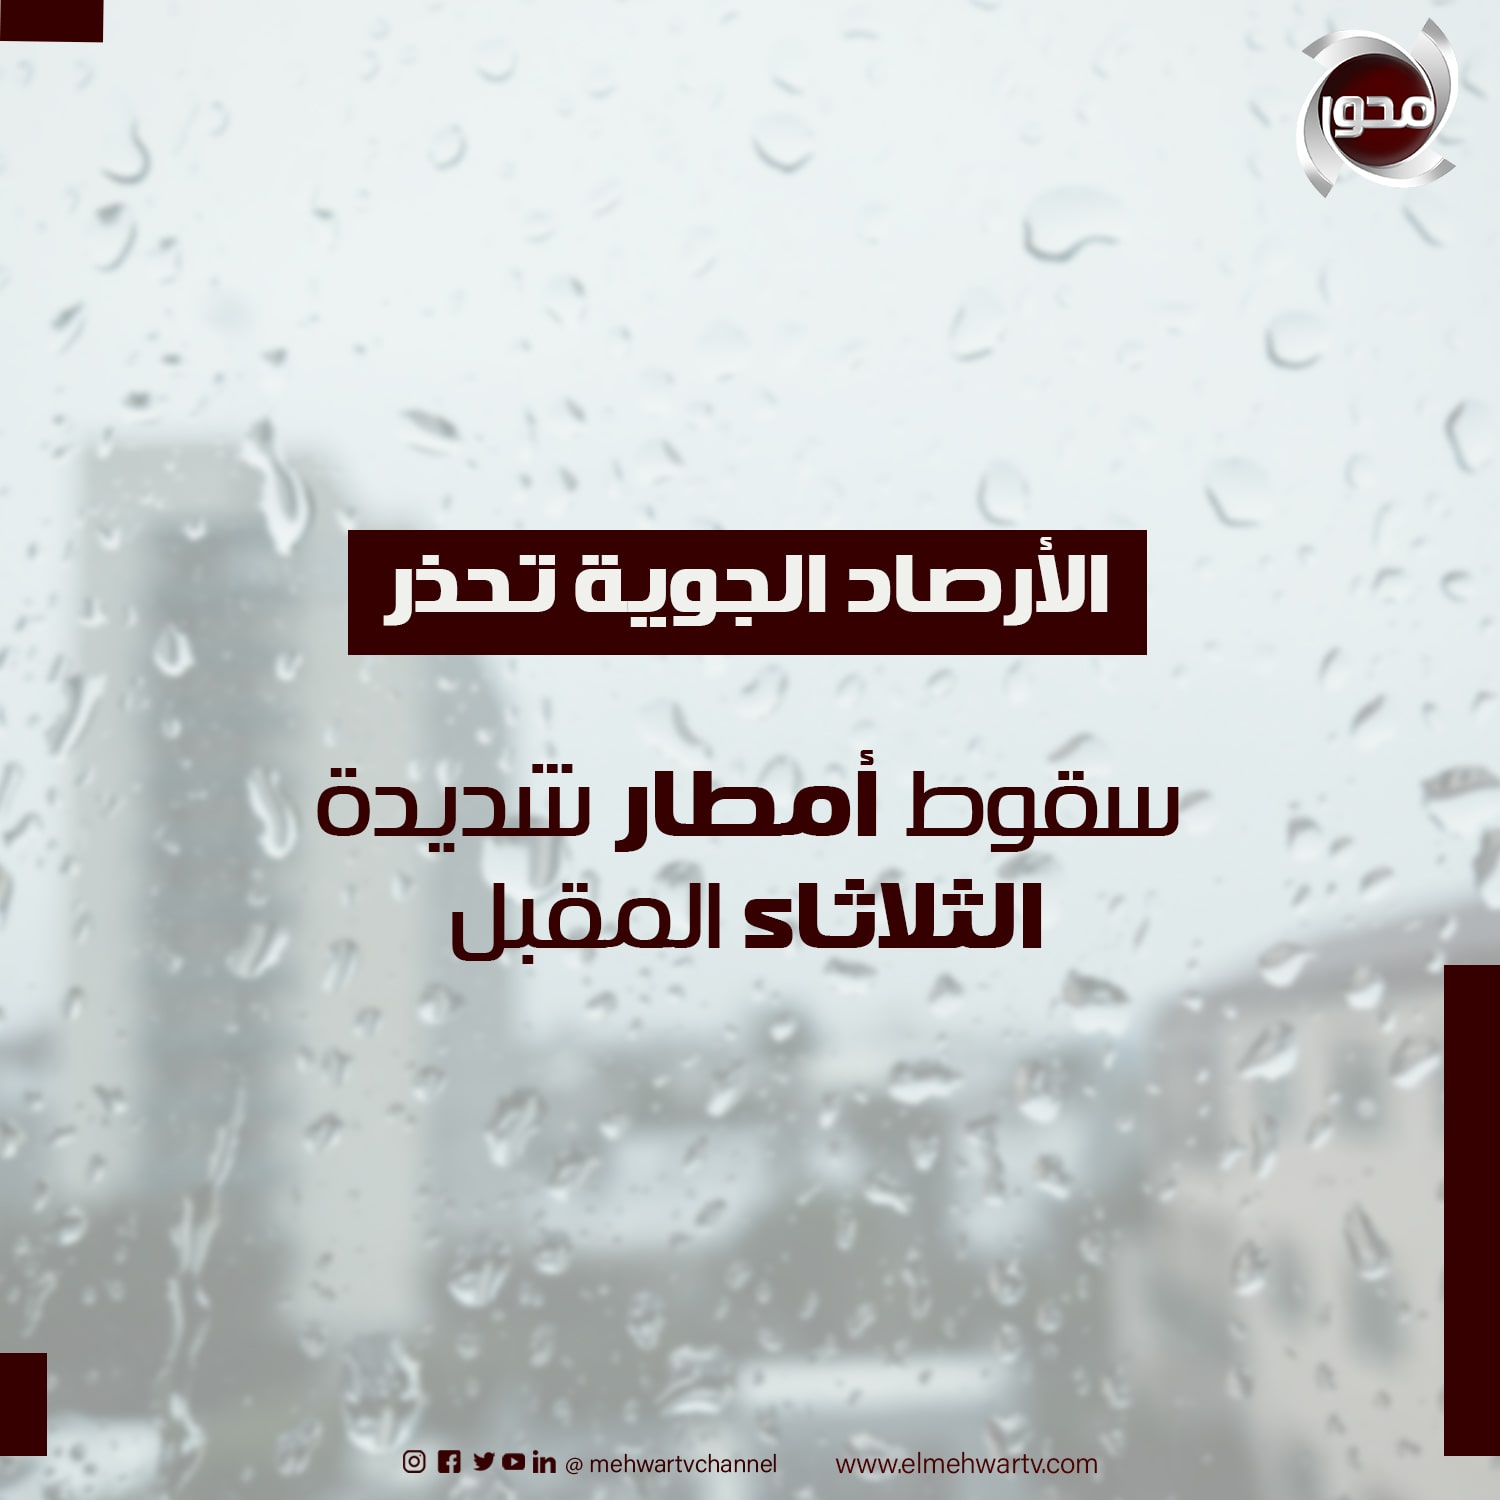 محور
الأرصاد الجوية تحذر
سقوط أمطار شديدة
الثلاثاء المقبل
@ mehwartvchannel www.elmehwartv.com